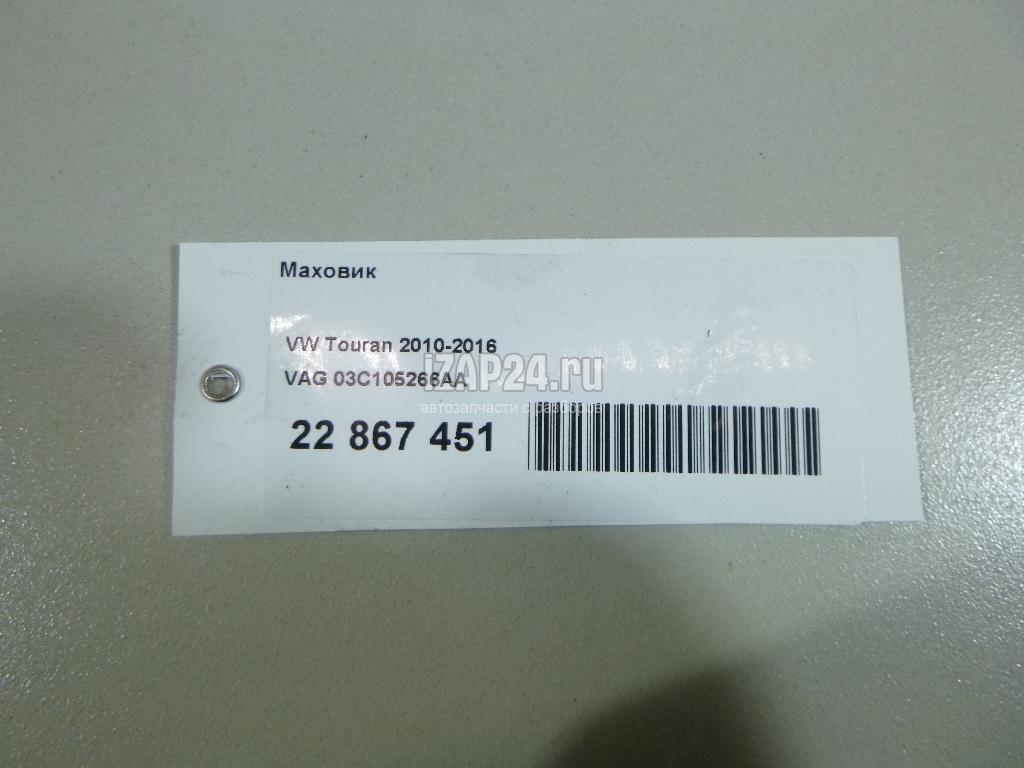 Маховик
VW Touran 2010-2016
VAG 03C105266AA
iZAP24.ru
автозапчасти с разборов
22 867 451